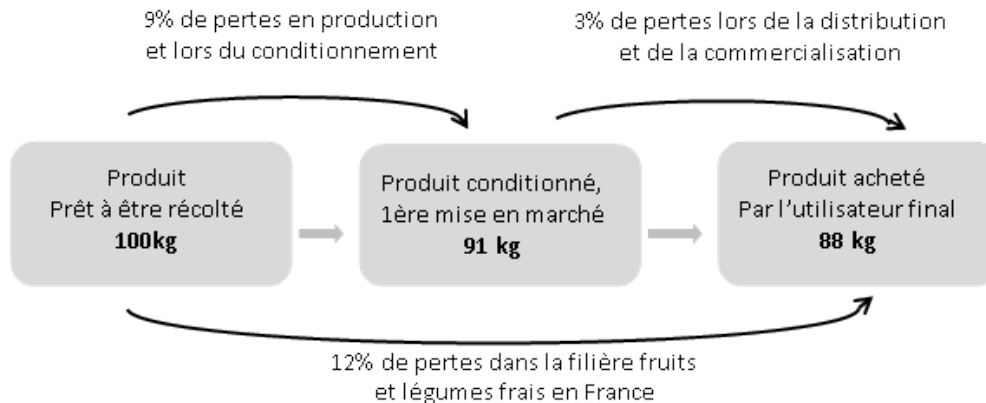 9% de pertes en production
et lors du conditionnement
3% de pertes lors de la distribution
et de la commercialisation
Produit
Prêt à être récolté
100kg
Produit conditionné,
1ère mise en marché
91 kg
Produit acheté
Par l'utilisateur final
88 kg
12% de pertes dans la filière fruits
et légumes frais en France